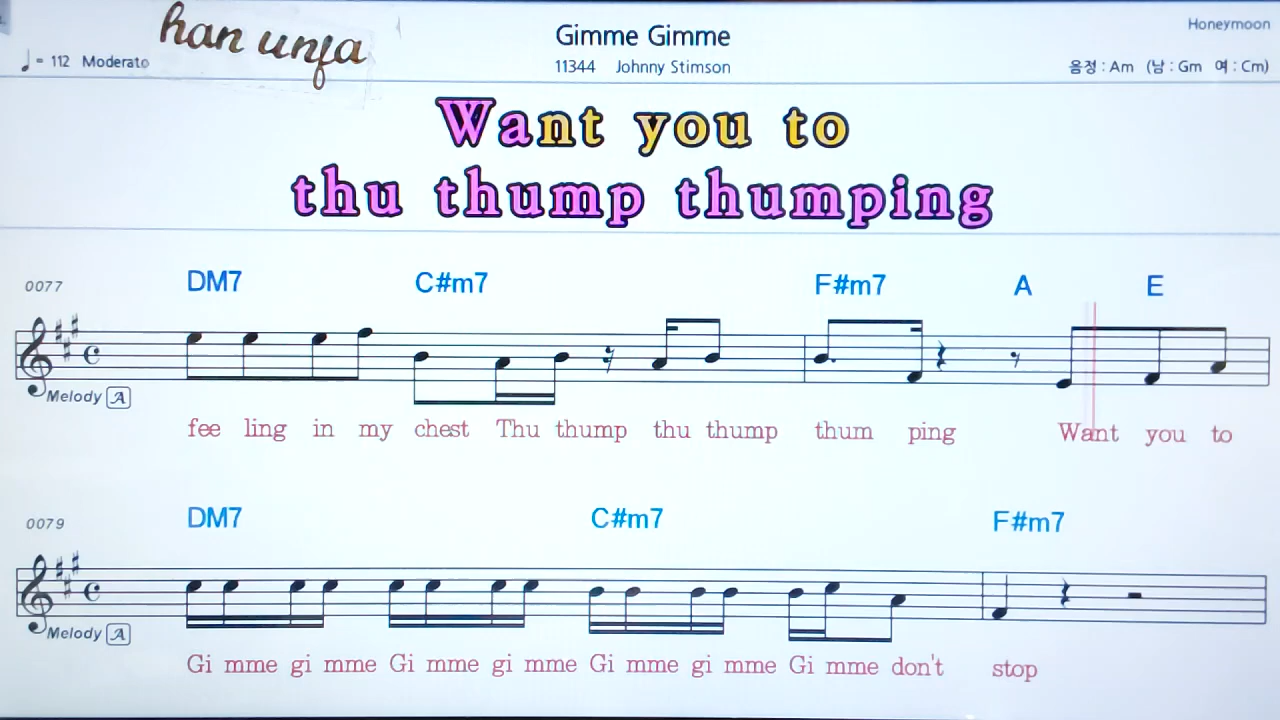 han unja
Gimme Gimme
Honeymoon
♩= 112 Moderato
11344 Johnny Stimson
음정 : Am (남 : Gm 여 : Cm)
Want you to
thu thump thumping
0077 DM7 C#m7 F#m7 A E
Melody A
fee ling in my chest Thu thump thu thump thum ping Want you to
0079 DM7 C#m7 F#m7
Melody A
Gi mme gi mme Gi mme gi mme Gi mme gi mme Gi mme don't stop